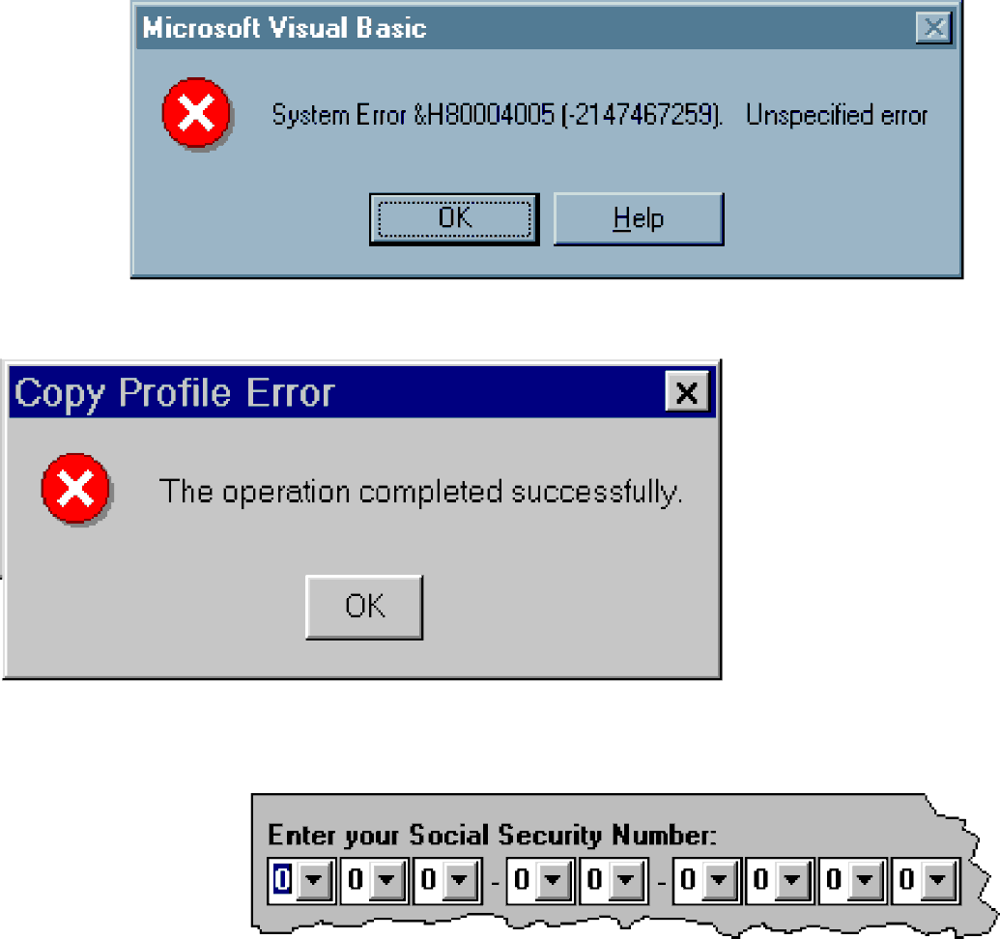 Microsoft Visual Basic
System Error &H80004005 (-2147467259).   Unspecified error
OK
Help
Copy Profile Error
The operation completed successfully.
OK
Enter your Social Security Number:
0 0 0 - 0 0 - 0 0 0 0